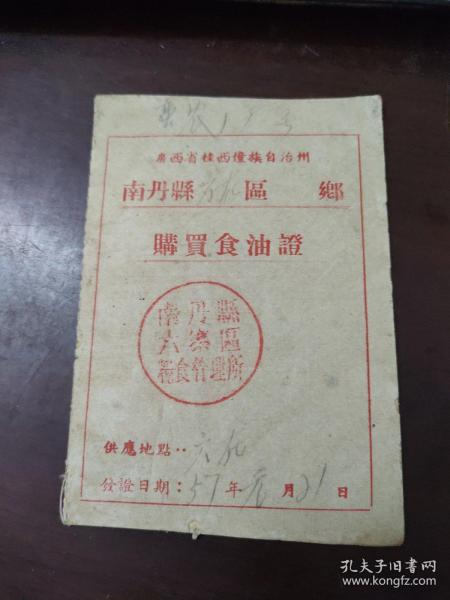 廣西省桂西僮族自治州
南丹縣 區 鄉
購買食油證
南丹縣
六寨區
糧食管理所
供應地點：
發證日期：57年 月21日
孔夫子旧书网
www.kongfz.com